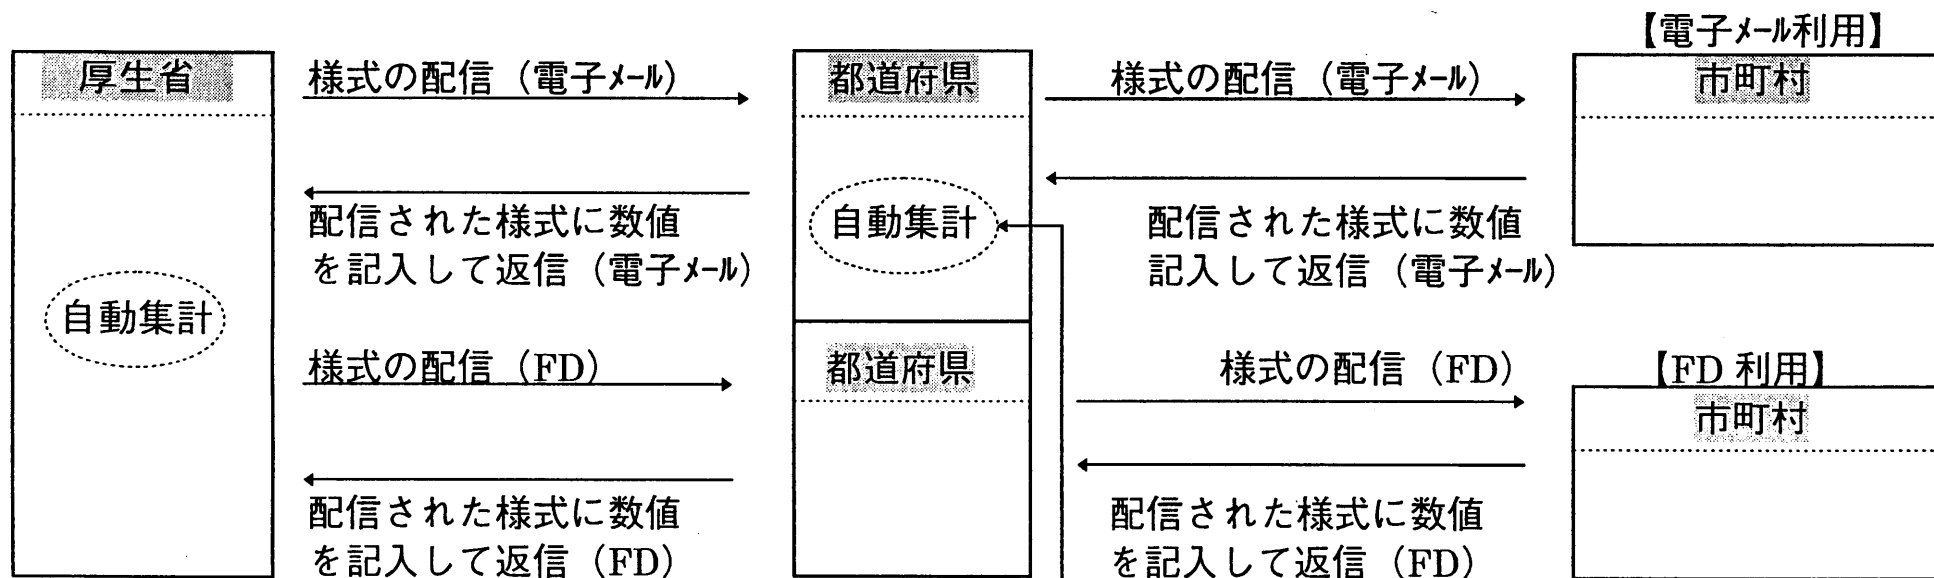 【電子ﾒｰﾙ利用】
厚生省
様式の配信（電子ﾒｰﾙ）
都道府県
様式の配信（電子ﾒｰﾙ）
市町村
配信された様式に数値
を記入して返信（電子ﾒｰﾙ）
自動集計
配信された様式に数値
記入して返信（電子ﾒｰﾙ）
自動集計
様式の配信（FD）
都道府県
様式の配信（FD）
【FD 利用】
市町村
配信された様式に数値
を記入して返信（FD）
配信された様式に数値
を記入して返信（FD）